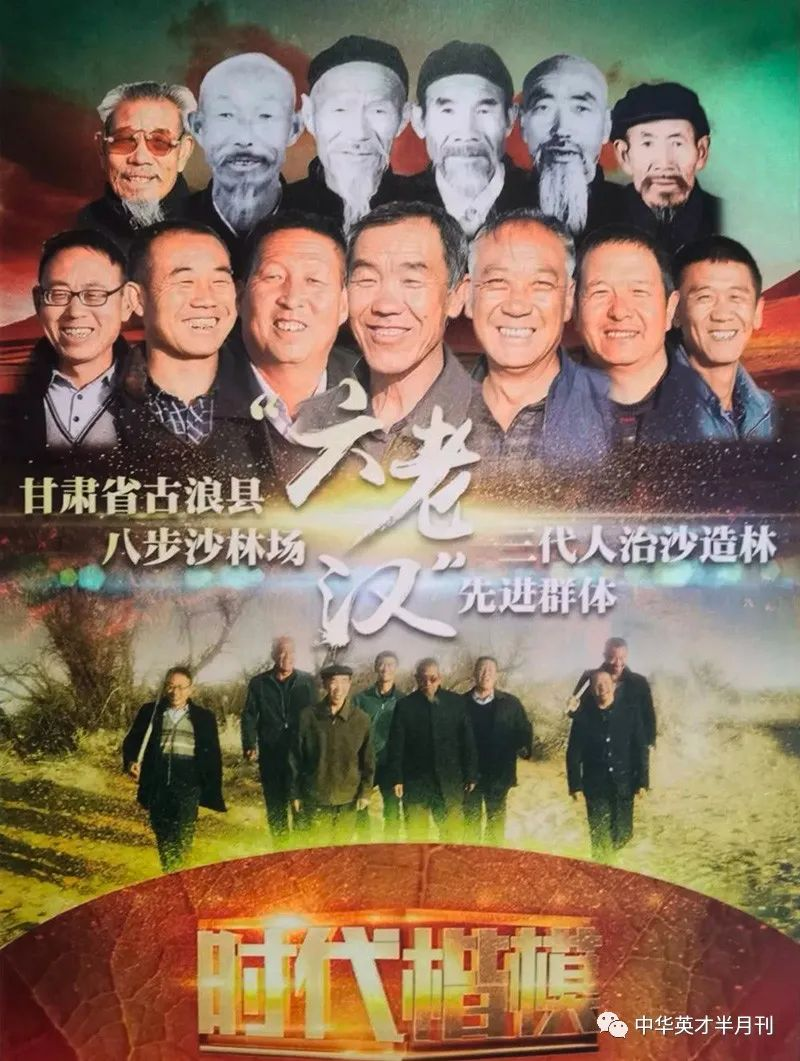 “六老汉”
甘肃省古浪县
八步沙林场
三代人治沙造林
先进群体
时代楷模
中华英才半月刊